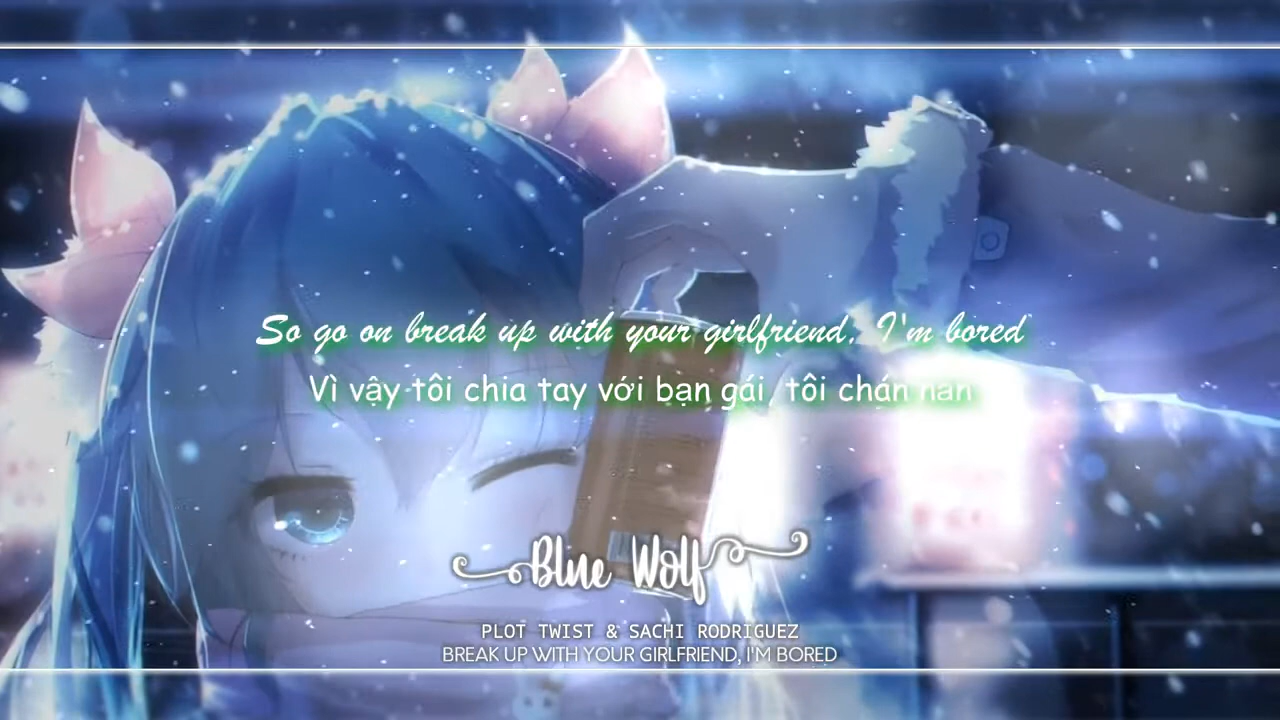 So go on break up with your girlfriend, I'm bored
Vì vậy tôi chia tay với bạn gái, tôi chán nản
Blue Wolf
PLOT TWIST & SACHI RODRIGUEZ
BREAK UP WITH YOUR GIRLFRIEND, I'M BORED